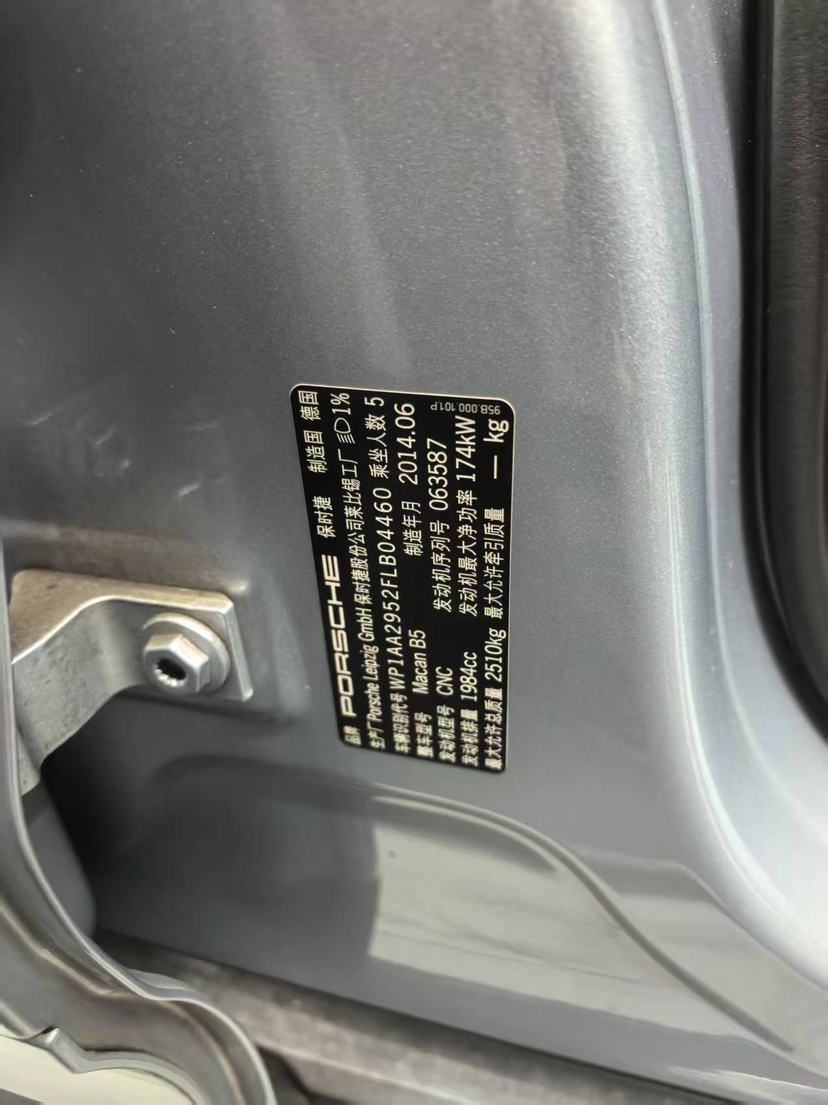 品牌 PORSCHE 保时捷 制造国 德国
生产厂 Porsche Leipzig GmbH 保时捷股份公司莱比锡工厂 1%
车辆识别代号 WP1AA2952FLB04460 乘坐人数 5
整车型号 Macan B5 制造年月 2014.06
发动机型号 CNC 发动机序列号 063587
发动机排量 1984cc 发动机最大净功率 174kW
最大允许总质量 2510kg 最大允许牵引质量 — kg
95B.000.101.P